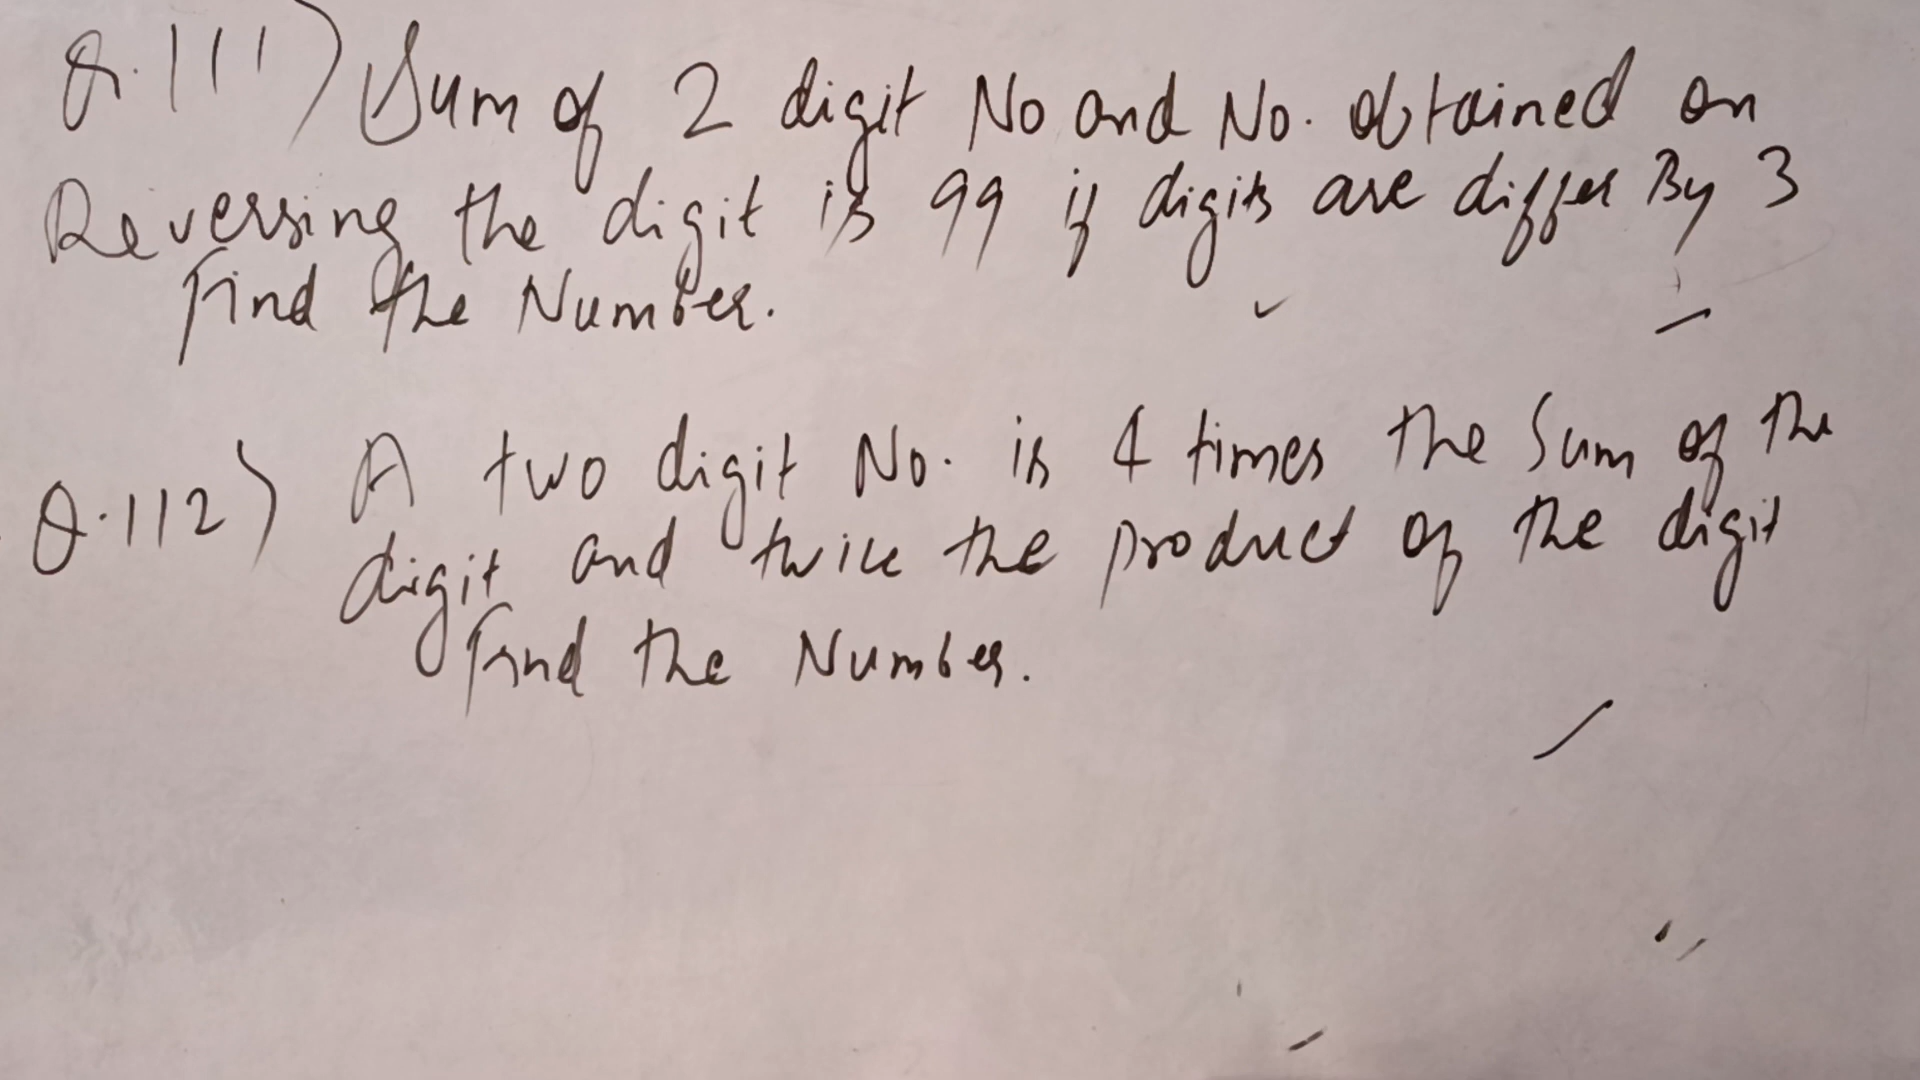 Q.111) Sum of 2 digit No and No. obtained on
Reversing the digit is 99 if digits are differ By 3
Find the Number.
Q.112) A two digit No. is 4 times the Sum of the
digit and twice the product of the digit
Find the Number.